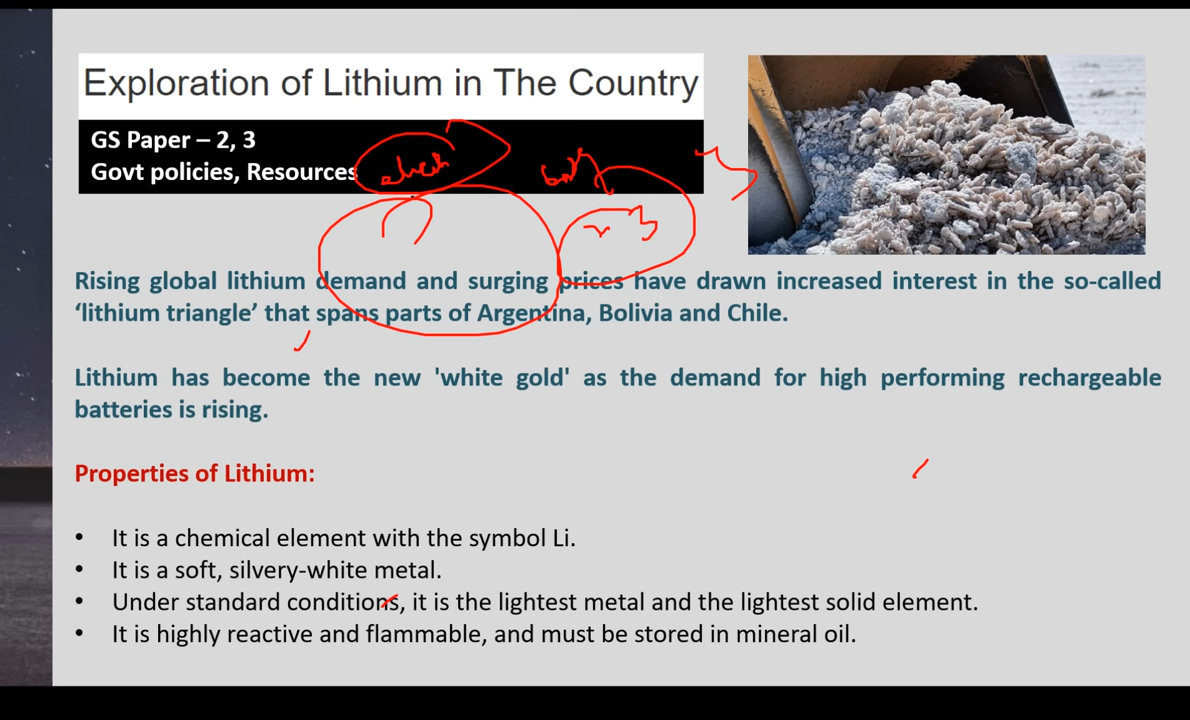 Exploration of Lithium in The Country
GS Paper – 2, 3
Govt policies, Resources
Rising global lithium demand and surging prices have drawn increased interest in the so-called
‘lithium triangle’ that spans parts of Argentina, Bolivia and Chile.
Lithium has become the new 'white gold' as the demand for high performing rechargeable
batteries is rising.
Properties of Lithium:
• It is a chemical element with the symbol Li.
• It is a soft, silvery-white metal.
• Under standard conditions, it is the lightest metal and the lightest solid element.
• It is highly reactive and flammable, and must be stored in mineral oil.